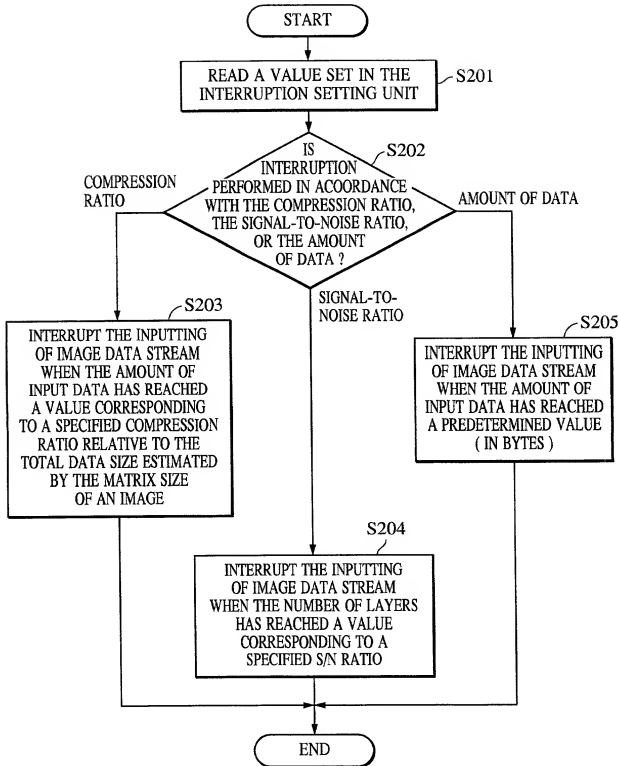 START
READ A VALUE SET IN THE
INTERRUPTION SETTING UNIT
S201
IS
INTERRUPTION
PERFORMED IN ACOORDANCE
WITH THE COMPRESSION RATIO,
THE SIGNAL-TO-NOISE RATIO,
OR THE AMOUNT
OF DATA ?
S202
COMPRESSION
RATIO
AMOUNT OF DATA
SIGNAL-TO-
NOISE RATIO
S203
INTERRUPT THE INPUTTING
OF IMAGE DATA STREAM
WHEN THE AMOUNT OF
INPUT DATA HAS REACHED
A VALUE CORRESPONDING
TO A SPECIFIED COMPRESSION
RATIO RELATIVE TO THE
TOTAL DATA SIZE ESTIMATED
BY THE MATRIX SIZE
OF AN IMAGE
S205
INTERRUPT THE INPUTTING
OF IMAGE DATA STREAM
WHEN THE AMOUNT OF
INPUT DATA HAS REACHED
A PREDETERMINED VALUE
( IN BYTES )
S204
INTERRUPT THE INPUTTING
OF IMAGE DATA STREAM
WHEN THE NUMBER OF LAYERS
HAS REACHED A VALUE
CORRESPONDING TO A
SPECIFIED S/N RATIO
END